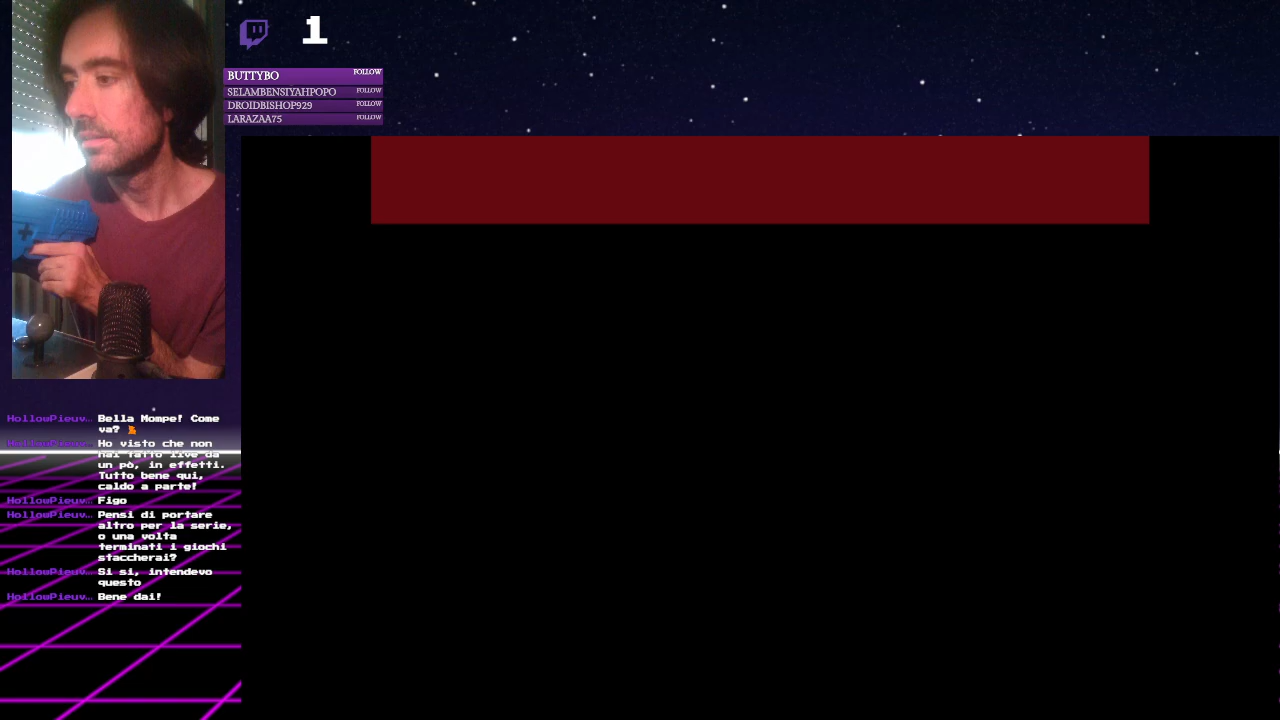 1
BUTTYBO FOLLOW
SELAMBENSIYAHPOPO FOLLOW
DROIDBISHOP929 FOLLOW
LARAZAA75 FOLLOW
HollowPieuv… Bella Mompe! Come
va?
HollowPieuv… Ho visto che non
hai fatto live da
un pò, in effetti.
Tutto bene qui,
caldo a parte!
HollowPieuv… Figo
HollowPieuv… Pensi di portare
altro per la serie,
o una volta
terminati i giochi
staccherai?
HollowPieuv… Si si, intendevo
questo
HollowPieuv… Bene dai!